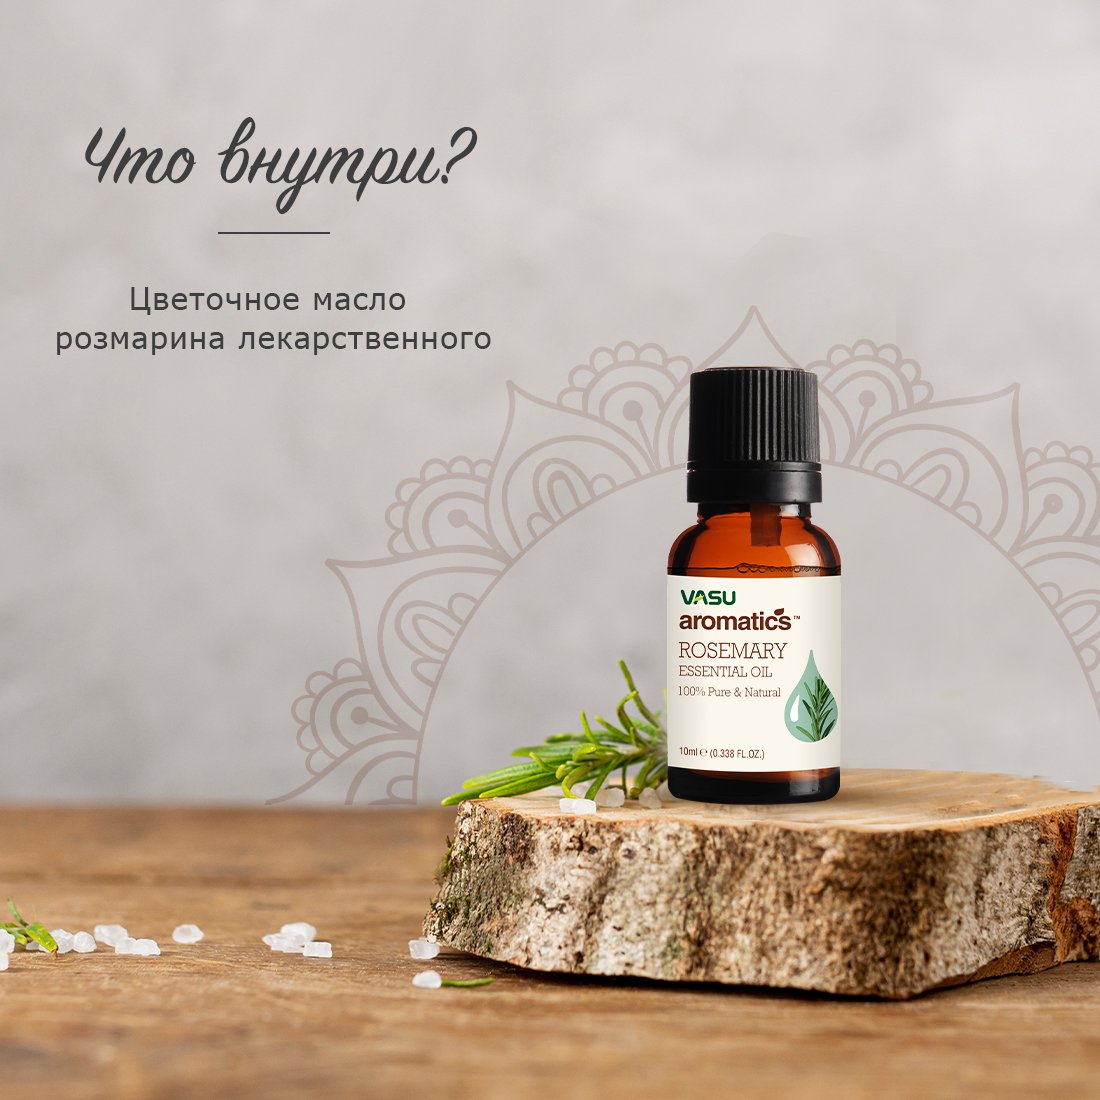 Что внутри?
Цветочное масло
розмарина лекарственного
VASU
aromatics™
ROSEMARY
ESSENTIAL OIL
100% Pure & Natural
10ml ℮ (0.338 FL.OZ.)